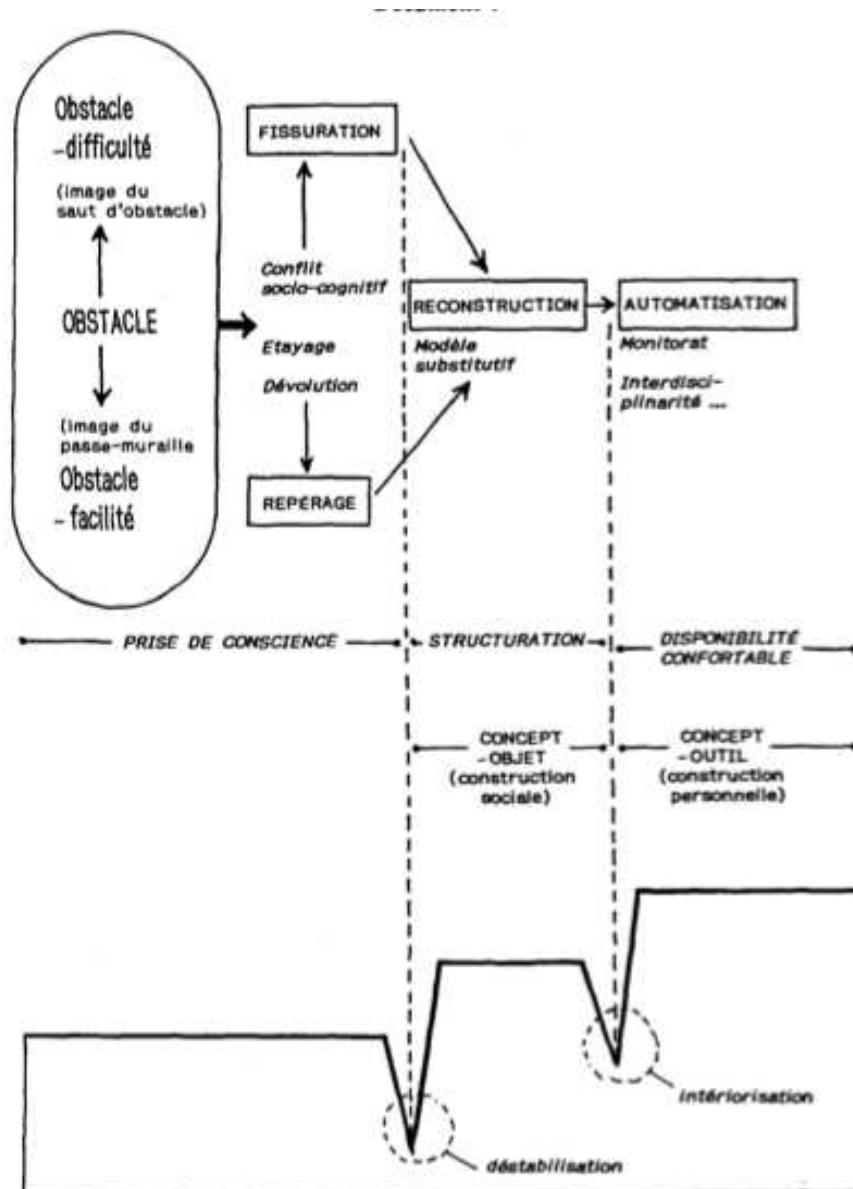 Obstacle
-difficulté
(image du
saut d'obstacle)
OBSTACLE
(image du
passe-muraille
Obstacle
- facilité
FISSURATION
Conflit
socio-cognitif
Etayage
Dévolution
REPÉRAGE
RECONSTRUCTION
Modèle
substitutif
AUTOMATISATION
Monitorat
Interdisci-
plinarité ...
PRISE DE CONSCIENCE
STRUCTURATION
DISPONIBILITÉ
CONFORTABLE
CONCEPT
-OBJET
(construction
sociale)
CONCEPT
-OUTIL
(construction
personnelle)
intériorisation
déstabilisation